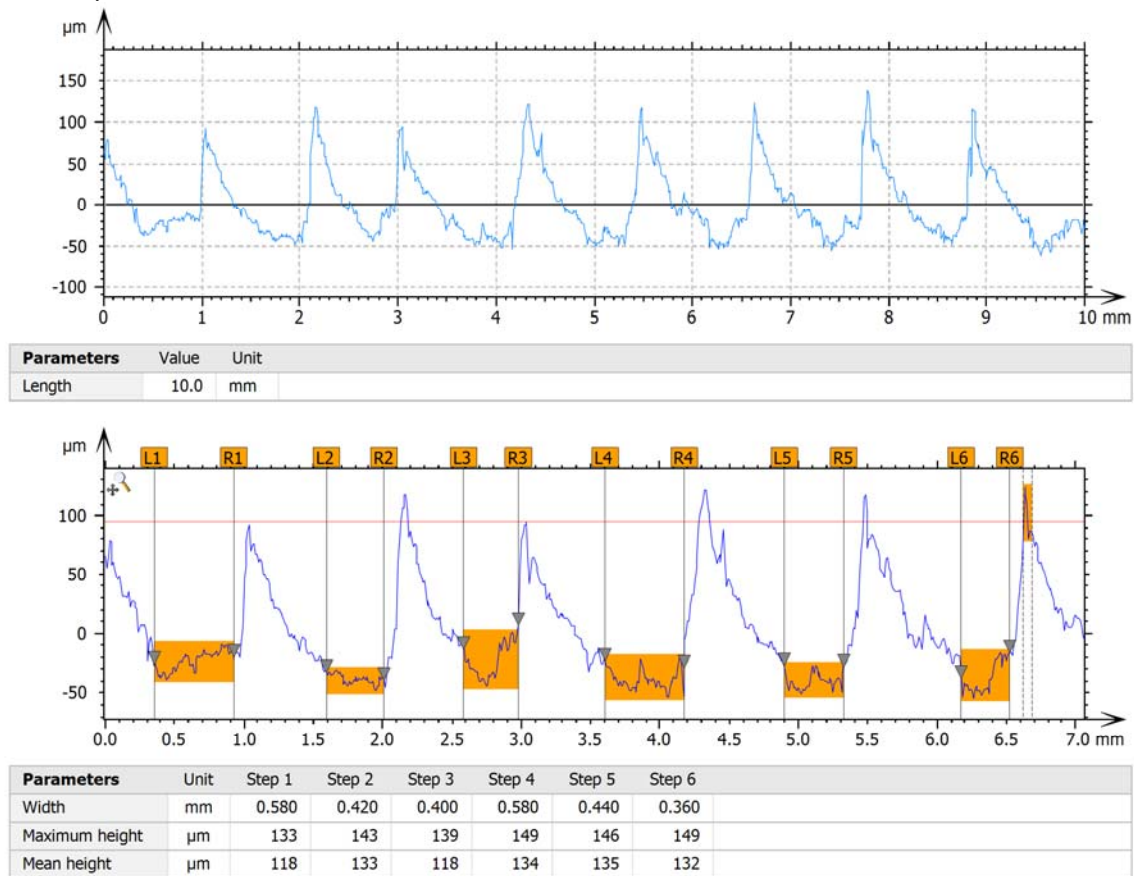 µm
150
100
50
0
-50
-100
0 1 2 3 4 5 6 7 8 9 10 mm
Parameters Value Unit
Length 10.0 mm
µm
L1 R1 L2 R2 L3 R3 L4 R4 L5 R5 L6 R6
100
50
0
-50
0.0 0.5 1.0 1.5 2.0 2.5 3.0 3.5 4.0 4.5 5.0 5.5 6.0 6.5 7.0 mm
Parameters Unit Step 1 Step 2 Step 3 Step 4 Step 5 Step 6
Width mm 0.580 0.420 0.400 0.580 0.440 0.360
Maximum height µm 133 143 139 149 146 149
Mean height µm 118 133 118 134 135 132